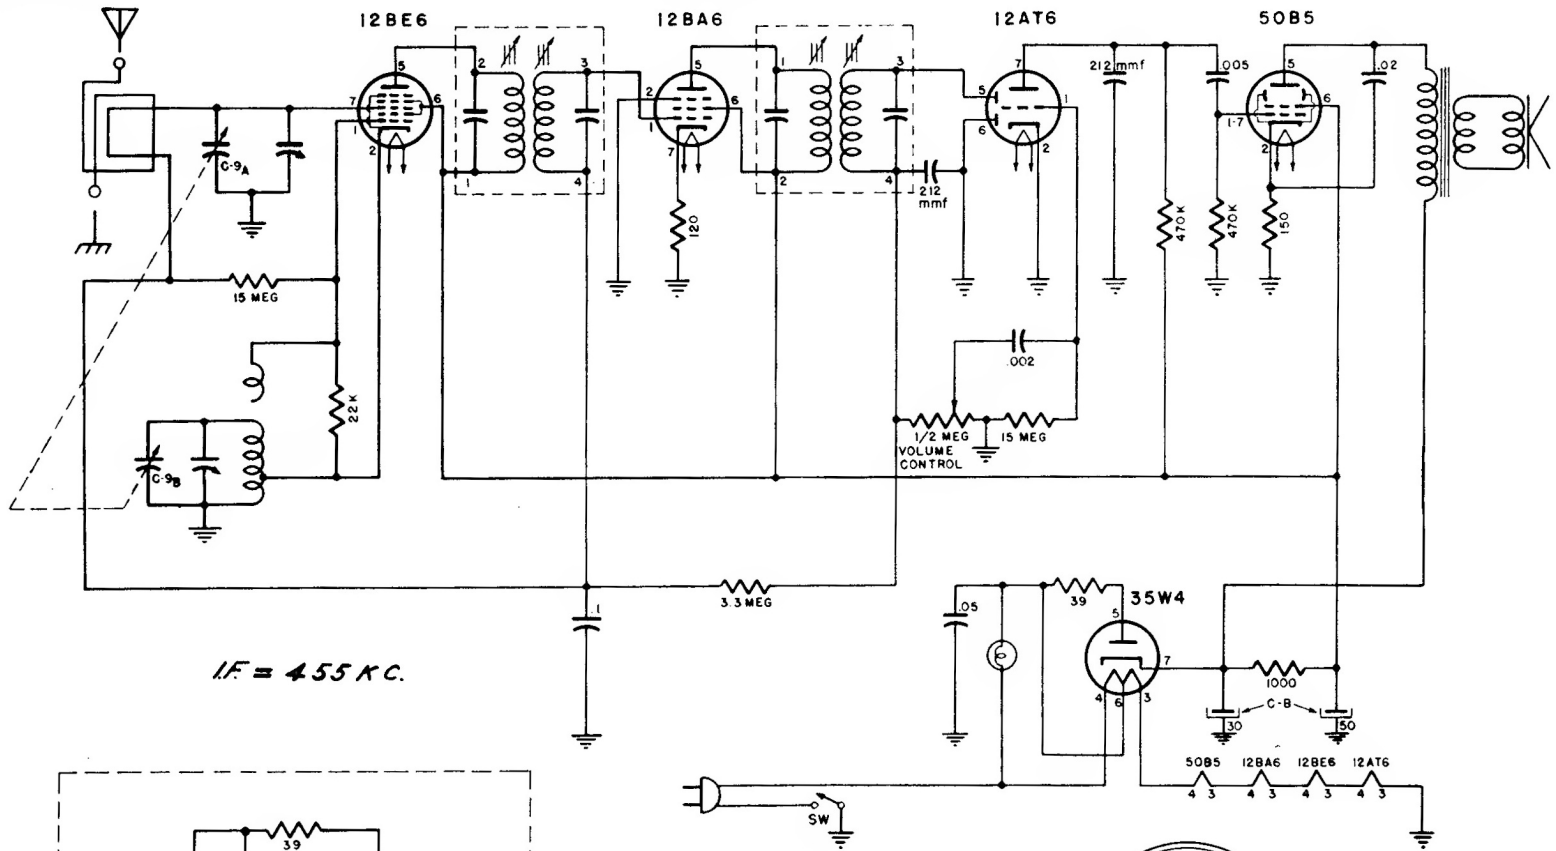 12BE6
12BA6
12AT6
50B5
5
7
6
1
2
C-9A
2
1
3
4
5
2
1
6
7
120
1
2
3
4
212
mmf
7
5
6
1
2
212 mmf
.005
5
1-7
6
2
.02
470K
470K
150
15 MEG
22K
C-9B
.002
1/2 MEG
VOLUME
CONTROL
15 MEG
3.3 MEG
.1
I.F. = 455 KC.
.05
39
35W4
5
7
4
6
3
1000
C-B
30
50
50B5
12BA6
12BE6
12AT6
4 3
4 3
4 3
4 3
SW
39